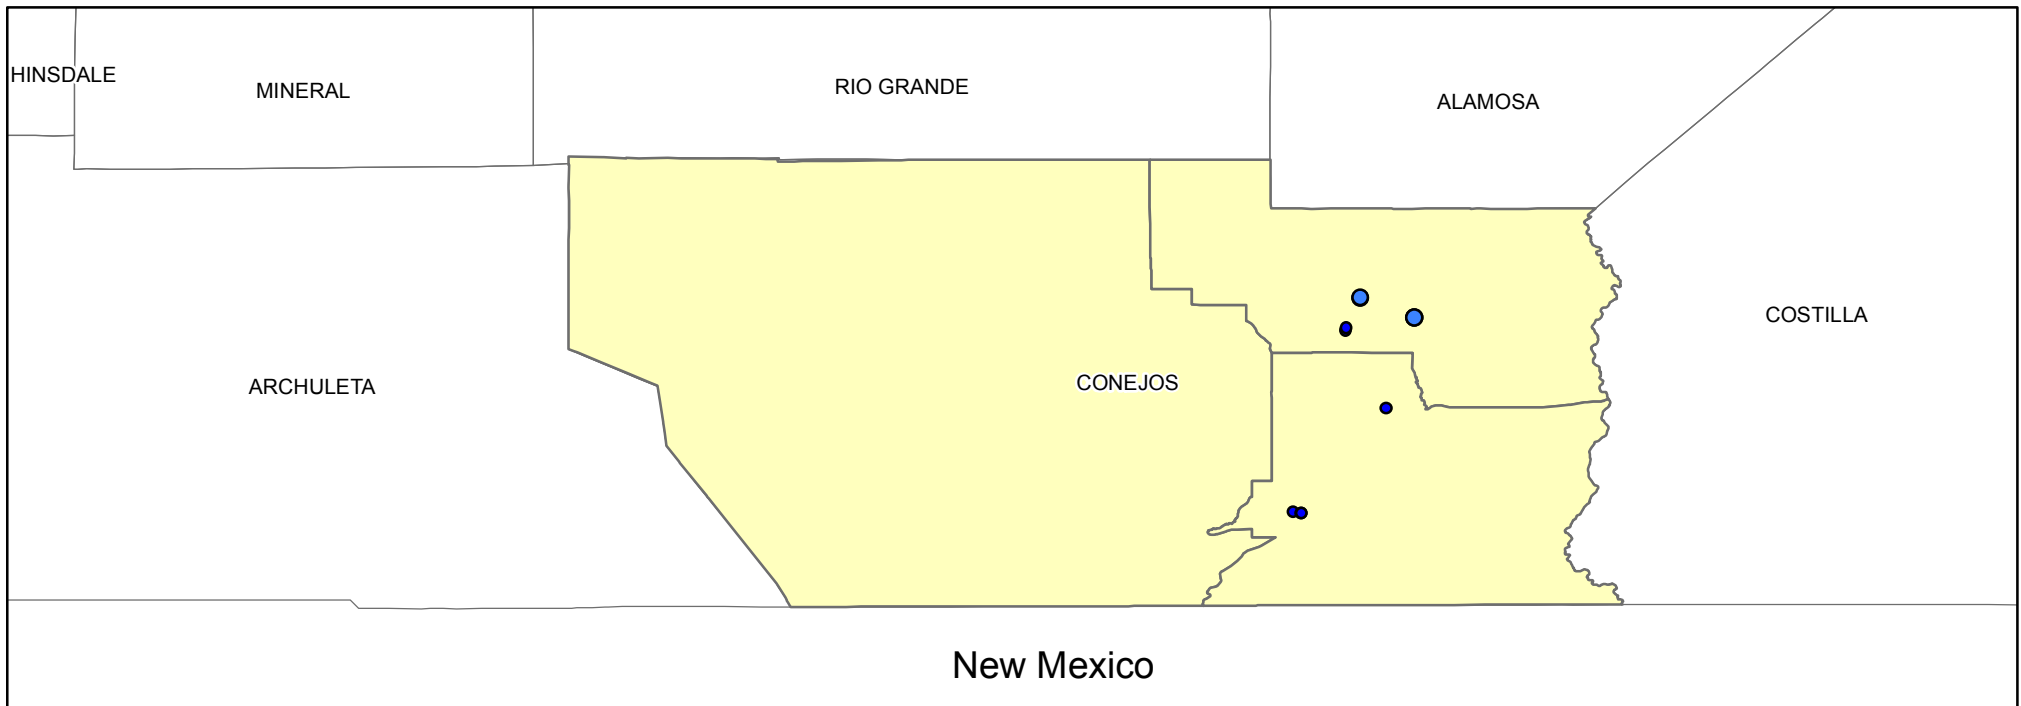 HINSDALE
MINERAL
RIO GRANDE
ALAMOSA
COSTILLA
ARCHULETA
CONEJOS
New Mexico